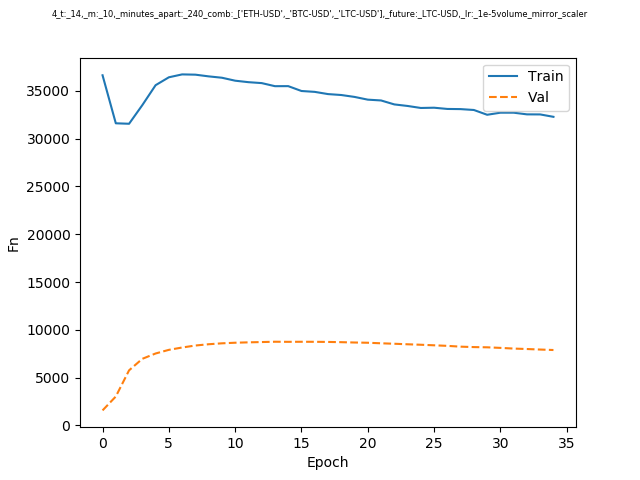 4_t:_14,_m:_10,_minutes_apart:_240_comb:_['ETH-USD',_'BTC-USD',_'LTC-USD'],_future:_LTC-USD,_lr:_1e-5volume_mirror_scaler
Train
Val
35000
30000
25000
20000
15000
10000
5000
0
Fn
0 5 10 15 20 25 30 35
Epoch